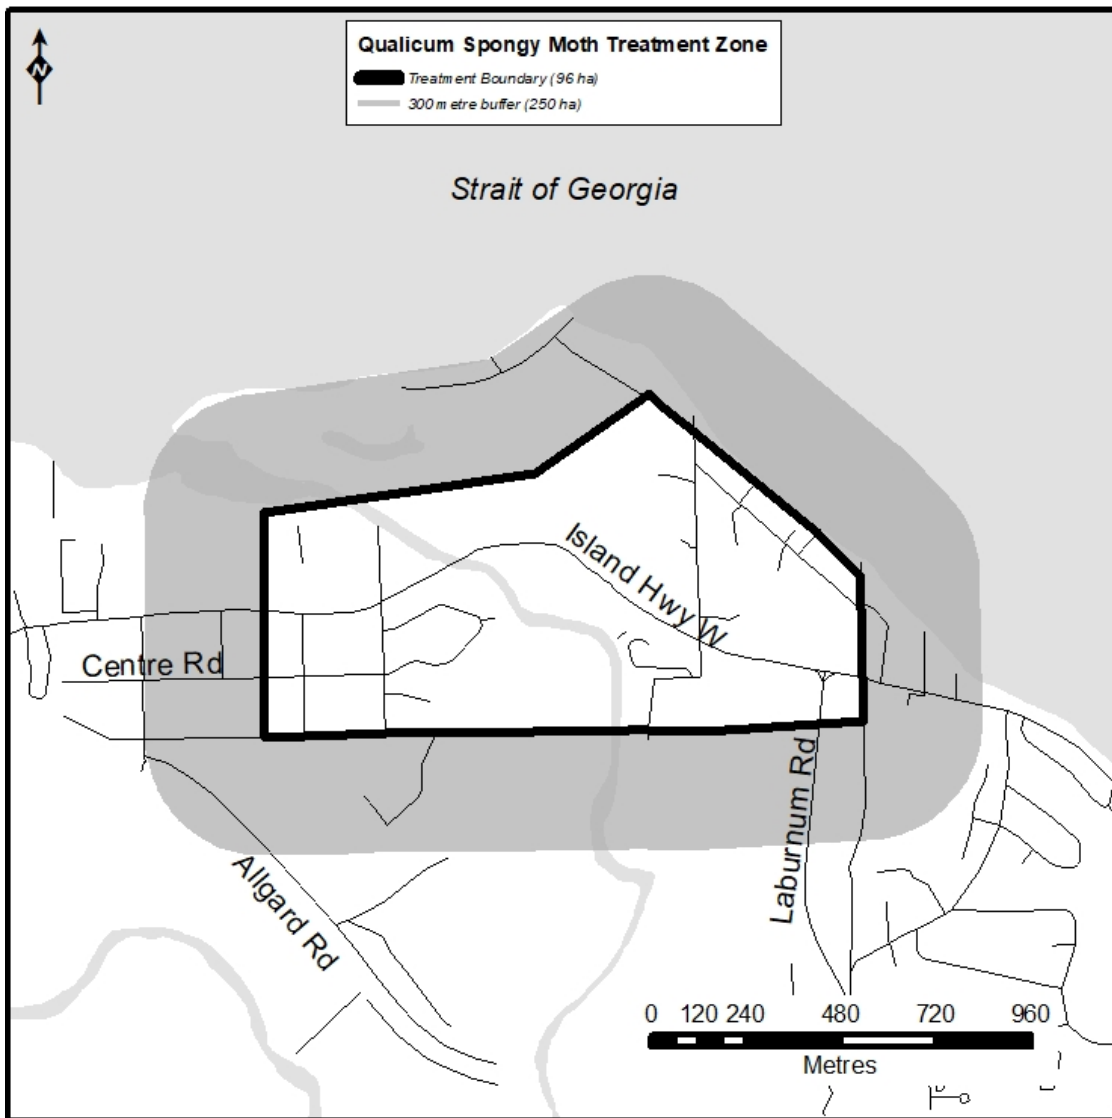 N
Qualicum Spongy Moth Treatment Zone
Treatment Boundary (96 ha)
300 metre buffer (250 ha)
Strait of Georgia
Island Hwy W
Centre Rd
Laburnum Rd
Allgard Rd
0 120 240 480 720 960
Metres